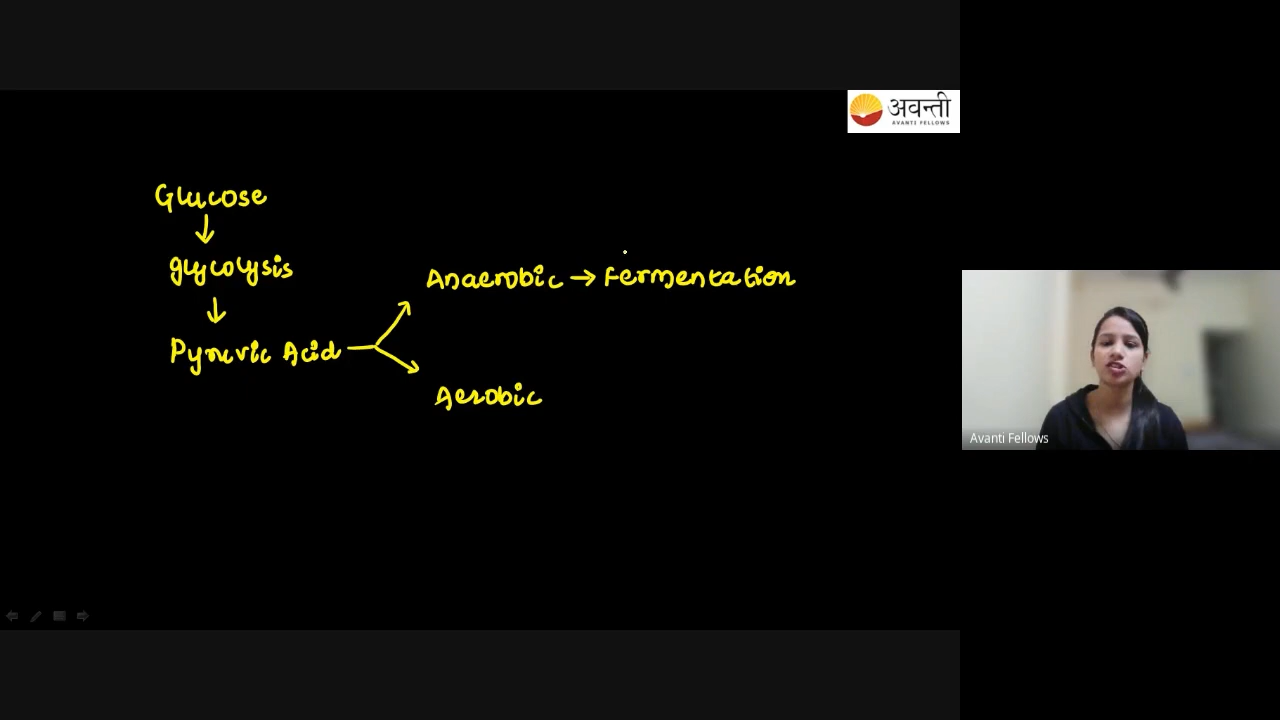 अवन्ती
AVANTI FELLOWS
Glucose
glycolysis
Anaerobic → Fermentation
Pyruvic Acid
Aerobic
Avanti Fellows